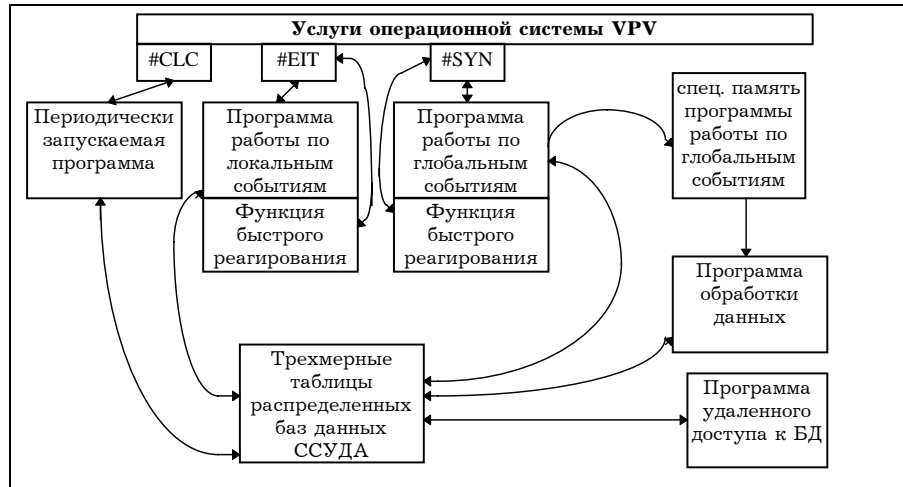 Услуги операционной системы VPV
#CLC
#EIT
#SYN
Периодически
запускаемая
программа
Программа
работы по
локальным
событиям
Функция
быстрого
реагирования
Программа
работы по
глобальным
событиям
Функция
быстрого
реагирования
спец. память
программы
работы по
глобальным
событиям
Программа
обработки
данных
Трехмерные
таблицы
распределенных
баз данных
ССУДА
Программа
удаленного
доступа к БД